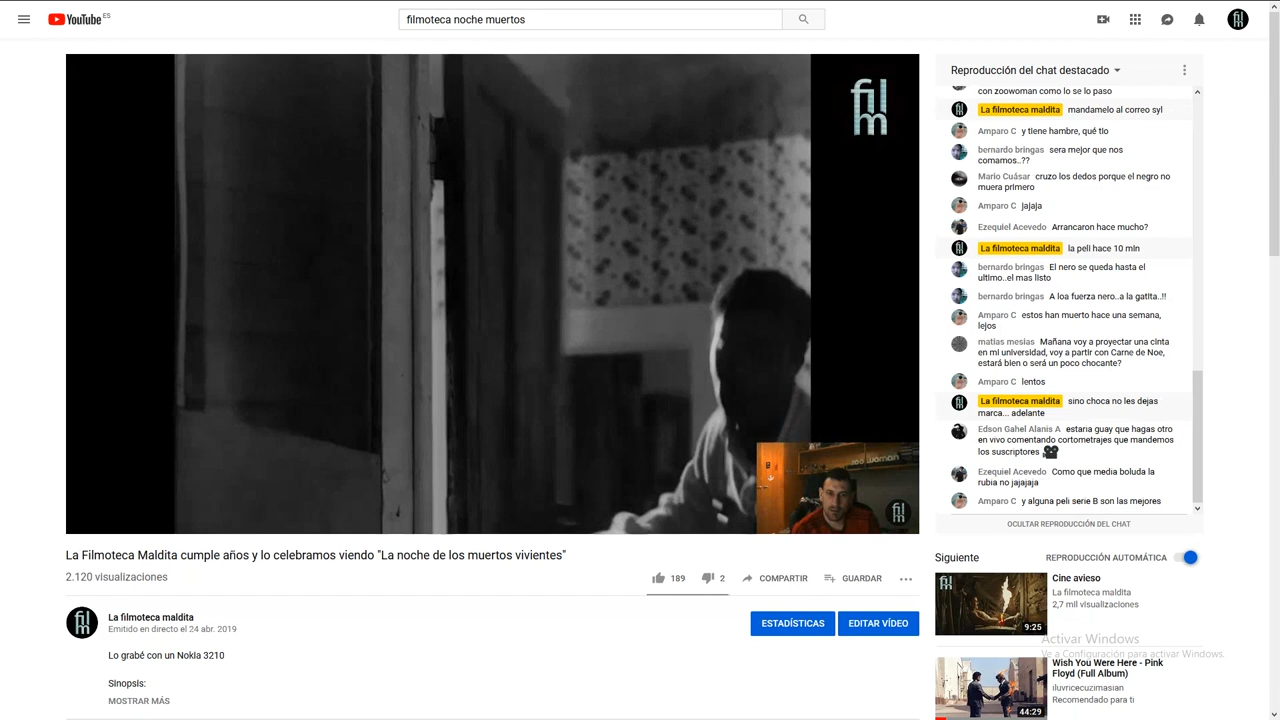 YouTube ES
filmoteca noche muertos
film
Reproducción del chat destacado
con zoowoman como lo se lo paso
La filmoteca maldita mandamelo al correo syl
Amparo C y tiene hambre, qué tio
bernardo bringas sera mejor que nos
comamos..??
Mario Cuásar cruzo los dedos porque el negro no
muera primero
Amparo C jajaja
Ezequiel Acevedo Arrancaron hace mucho?
La filmoteca maldita la peli hace 10 min
bernardo bringas El nero se queda hasta el
ultimo..el mas listo
bernardo bringas A loa fuerza nero..a la gatita..!!
Amparo C estos han muerto hace una semana,
lejos
matias mesias Mañana voy a proyectar una cinta
en mi universidad, voy a partir con Carne de Noe,
estará bien o será un poco chocante?
Amparo C lentos
La filmoteca maldita sino choca no les dejas
marca... adelante
Edson Gahel Alanis A estaria guay que hagas otro
en vivo comentando cortometrajes que mandemos
los suscriptores
Ezequiel Acevedo Como que media boluda la
rubia no jajajaja
Amparo C y alguna peli serie B son las mejores
OCULTAR REPRODUCCIÓN DEL CHAT
zoo woman
film
La Filmoteca Maldita cumple años y lo celebramos viendo "La noche de los muertos vivientes"
2.120 visualizaciones
189
2
COMPARTIR
GUARDAR
La filmoteca maldita
Emitido en directo el 24 abr. 2019
ESTADÍSTICAS
EDITAR VÍDEO
Lo grabé con un Nokia 3210
Sinopsis:
MOSTRAR MÁS
Siguiente
REPRODUCCIÓN AUTOMÁTICA
Cine avieso
La filmoteca maldita
2,7 mil visualizaciones
9:25
Activar Windows
Ve a Configuración para activar Windows.
Wish You Were Here - Pink
Floyd (Full Album)
iluvricecuzimasian
Recomendado para ti
44:29